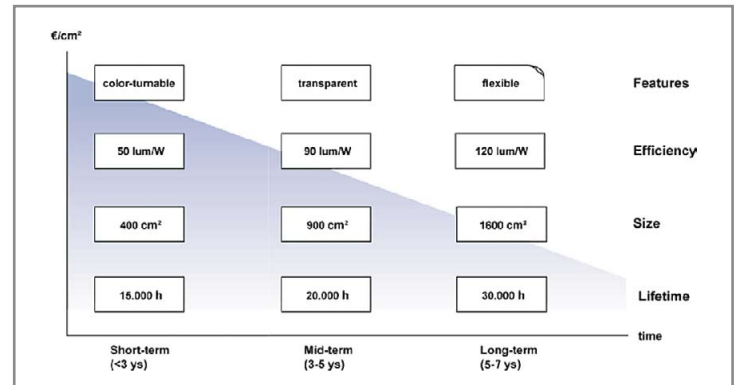 €/cm²
color-turnable transparent flexible Features
50 lum/W 90 lum/W 120 lum/W Efficiency
400 cm² 900 cm² 1600 cm² Size
15.000 h 20.000 h 30.000 h Lifetime
time
Short-term Mid-term Long-term
(<3 ys) (3-5 ys) (5-7 ys)